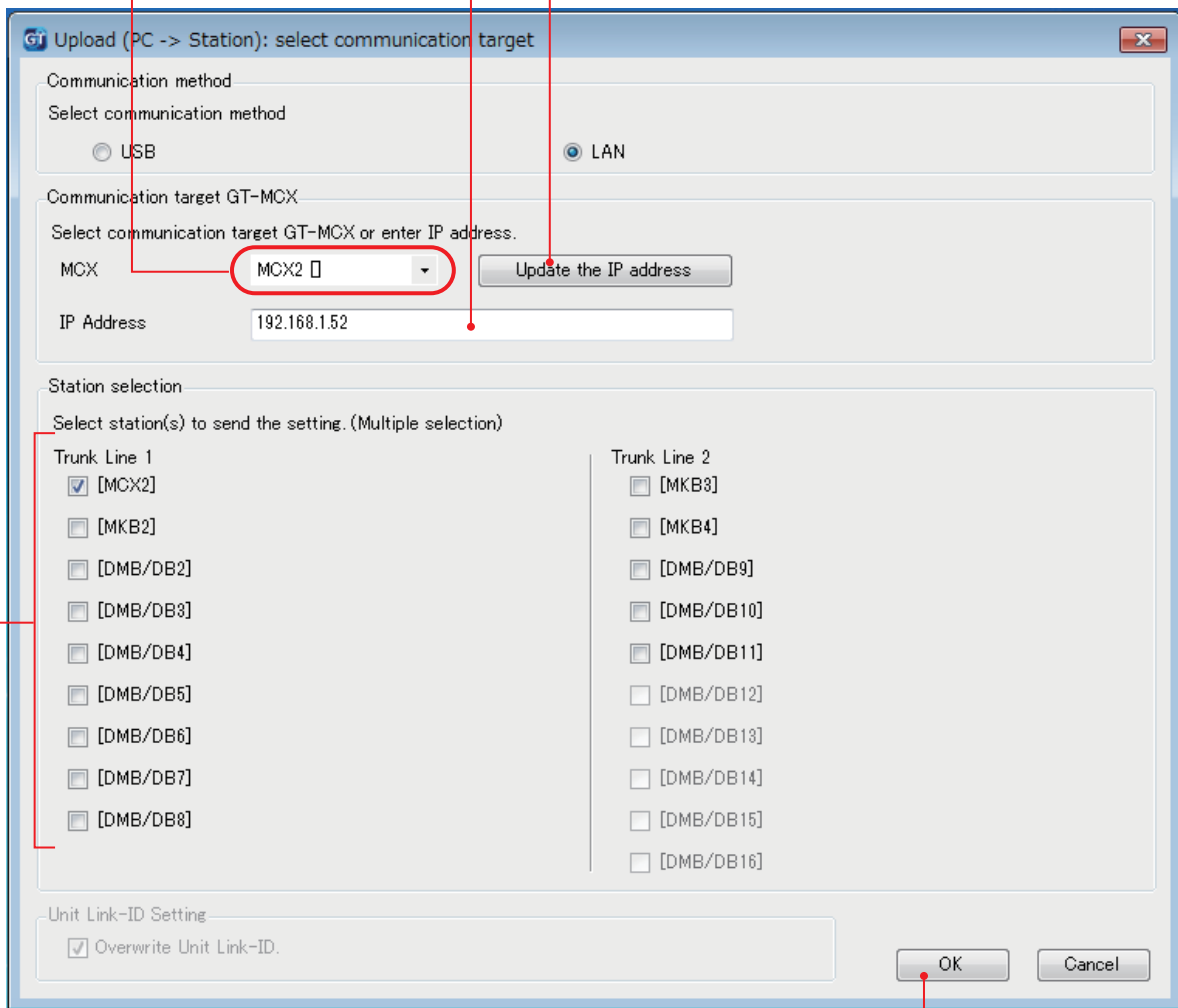 GT Upload (PC -> Station): select communication target
Communication method
Select communication method
USB
LAN
Communication target GT-MCX
Select communication target GT-MCX or enter IP address.
MCX
MCX2 []
Update the IP address
IP Address
192.168.1.52
Station selection
Select station(s) to send the setting. (Multiple selection)
Trunk Line 1
[MCX2]
[MKB2]
[DMB/DB2]
[DMB/DB3]
[DMB/DB4]
[DMB/DB5]
[DMB/DB6]
[DMB/DB7]
[DMB/DB8]
Trunk Line 2
[MKB3]
[MKB4]
[DMB/DB9]
[DMB/DB10]
[DMB/DB11]
[DMB/DB12]
[DMB/DB13]
[DMB/DB14]
[DMB/DB15]
[DMB/DB16]
Unit Link-ID Setting
Overwrite Unit Link-ID.
OK
Cancel